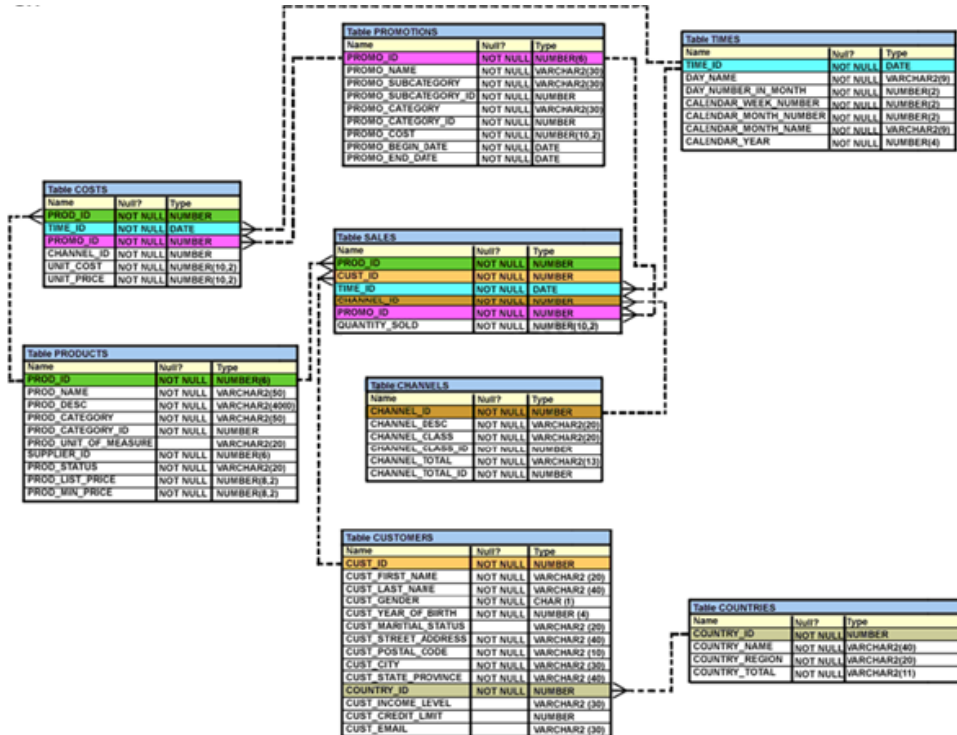 Table PROMOTIONS
Name Null? Type
PROMO_ID NOT NULL NUMBER(6)
PROMO_NAME NOT NULL VARCHAR2(30)
PROMO_SUBCATEGORY NOT NULL VARCHAR2(30)
PROMO_SUBCATEGORY_ID NOT NULL NUMBER
PROMO_CATEGORY NOT NULL VARCHAR2(30)
PROMO_CATEGORY_ID NOT NULL NUMBER
PROMO_COST NOT NULL NUMBER(10,2)
PROMO_BEGIN_DATE NOT NULL DATE
PROMO_END_DATE NOT NULL DATE
Table TIMES
Name Null? Type
TIME_ID NOT NULL DATE
DAY_NAME NOT NULL VARCHAR2(9)
DAY_NUMBER_IN_MONTH NOT NULL NUMBER(2)
CALENDAR_WEEK_NUMBER NOT NULL NUMBER(2)
CALENDAR_MONTH_NUMBER NOT NULL NUMBER(2)
CALENDAR_MONTH_NAME NOT NULL VARCHAR2(9)
CALENDAR_YEAR NOT NULL NUMBER(4)
Table COSTS
Name Null? Type
PROD_ID NOT NULL NUMBER
TIME_ID NOT NULL DATE
PROMO_ID NOT NULL NUMBER
CHANNEL_ID NOT NULL NUMBER
UNIT_COST NOT NULL NUMBER(10,2)
UNIT_PRICE NOT NULL NUMBER(10,2)
Table SALES
Name Null? Type
PROD_ID NOT NULL NUMBER
CUST_ID NOT NULL NUMBER
TIME_ID NOT NULL DATE
CHANNEL_ID NOT NULL NUMBER
PROMO_ID NOT NULL NUMBER
QUANTITY_SOLD NOT NULL NUMBER(10,2)
Table PRODUCTS
Name Null? Type
PROD_ID NOT NULL NUMBER(6)
PROD_NAME NOT NULL VARCHAR2(50)
PROD_DESC NOT NULL VARCHAR2(4000)
PROD_CATEGORY NOT NULL VARCHAR2(50)
PROD_CATEGORY_ID NOT NULL NUMBER
PROD_UNIT_OF_MEASURE VARCHAR2(20)
SUPPLIER_ID NOT NULL NUMBER(6)
PROD_STATUS NOT NULL VARCHAR2(20)
PROD_LIST_PRICE NOT NULL NUMBER(8,2)
PROD_MIN_PRICE NOT NULL NUMBER(8,2)
Table CHANNELS
Name Null? Type
CHANNEL_ID NOT NULL NUMBER
CHANNEL_DESC NOT NULL VARCHAR2(20)
CHANNEL_CLASS NOT NULL VARCHAR2(20)
CHANNEL_CLASS_ID NOT NULL NUMBER
CHANNEL_TOTAL NOT NULL VARCHAR2(13)
CHANNEL_TOTAL_ID NOT NULL NUMBER
Table CUSTOMERS
Name Null? Type
CUST_ID NOT NULL NUMBER
CUST_FIRST_NAME NOT NULL VARCHAR2 (20)
CUST_LAST_NAME NOT NULL VARCHAR2 (40)
CUST_GENDER NOT NULL CHAR (1)
CUST_YEAR_OF_BIRTH NOT NULL NUMBER (4)
CUST_MARITIAL_STATUS VARCHAR2 (20)
CUST_STREET_ADDRESS NOT NULL VARCHAR2 (40)
CUST_POSTAL_CODE NOT NULL VARCHAR2 (10)
CUST_CITY NOT NULL VARCHAR2 (30)
CUST_STATE_PROVINCE NOT NULL VARCHAR2 (40)
COUNTRY_ID NOT NULL NUMBER
CUST_INCOME_LEVEL VARCHAR2 (30)
CUST_CREDIT_LMIT NUMBER
CUST_EMAIL VARCHAR2 (30)
Table COUNTRIES
Name Null? Type
COUNTRY_ID NOT NULL NUMBER
COUNTRY_NAME NOT NULL VARCHAR2(40)
COUNTRY_REGION NOT NULL VARCHAR2(20)
COUNTRY_TOTAL NOT NULL VARCHAR2(11)